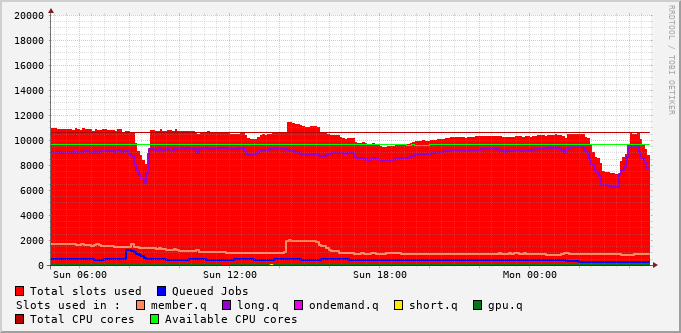 20000
18000
16000
14000
12000
10000
8000
6000
4000
2000
0
Sun 06:00 Sun 12:00 Sun 18:00 Mon 00:00
Total slots used Queued Jobs
Slots used in : member.q long.q ondemand.q short.q gpu.q
Total CPU cores Available CPU cores
RRDTOOL / TOBI OETIKER